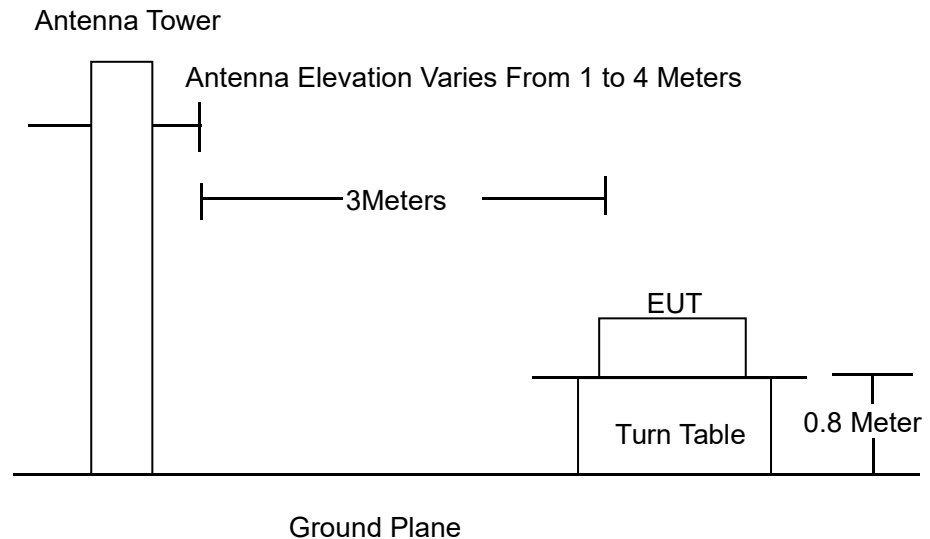 Antenna Tower
Antenna Elevation Varies From 1 to 4 Meters
3Meters
EUT
0.8 Meter
Turn Table
Ground Plane